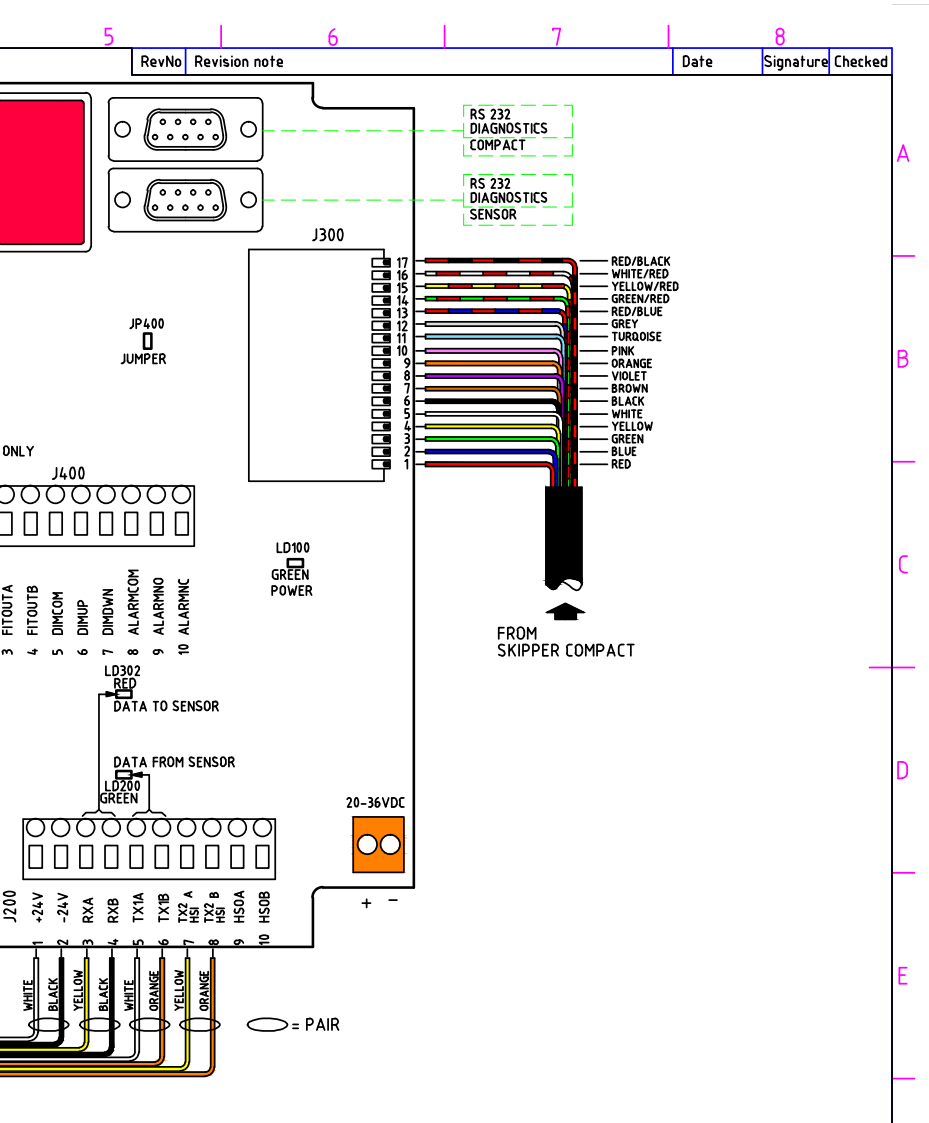 5 6 7 8
RevNo Revision note Date Signature Checked
A
RS 232
DIAGNOSTICS
COMPACT
RS 232
DIAGNOSTICS
SENSOR
J300
17 RED/BLACK
16 WHITE/RED
15 YELLOW/RED
14 GREEN/RED
13 RED/BLUE
12 GREY
11 TURQOISE
10 PINK
9 ORANGE
8 VIOLET
7 BROWN
6 BLACK
5 WHITE
4 YELLOW
3 GREEN
2 BLUE
1 RED
JP400
JUMPER
B
ONLY
J400
LD100
GREEN
POWER
C
3 FITOUTA
4 FITOUTB
5 DIMCOM
6 DIMUP
7 DIMDWN
8 ALARMCOM
9 ALARMNO
10 ALARMNC
FROM
SKIPPER COMPACT
LD302
RED
DATA TO SENSOR
DATA FROM SENSOR
LD200
GREEN
D
20-36VDC
+ −
J200
1 +24V
2 -24V
3 RXA
4 RXB
5 TX1A
6 TX1B
7 TX2 A
HSI
8 TX2 B
HSI
9 HSOA
10 HSOB
E
WHITE
BLACK
YELLOW
BLACK
WHITE
ORANGE
YELLOW
ORANGE
= PAIR